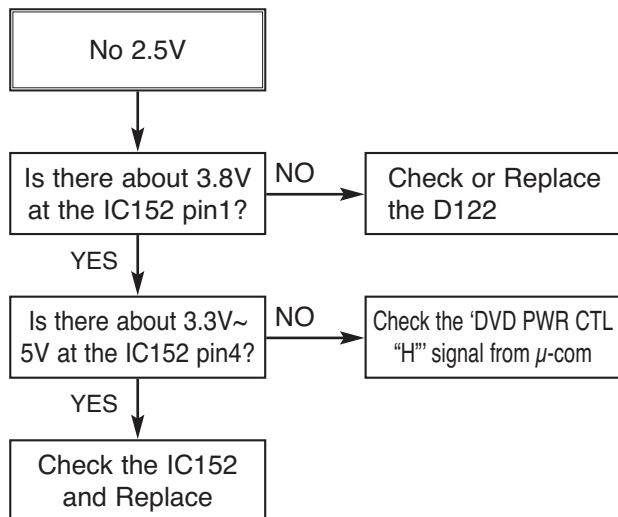 No 2.5V
Is there about 3.8V
at the IC152 pin1?
NO
Check or Replace
the D122
YES
Is there about 3.3V~
5V at the IC152 pin4?
NO
Check the ‘DVD PWR CTL
“H”’ signal from µ-com
YES
Check the IC152
and Replace